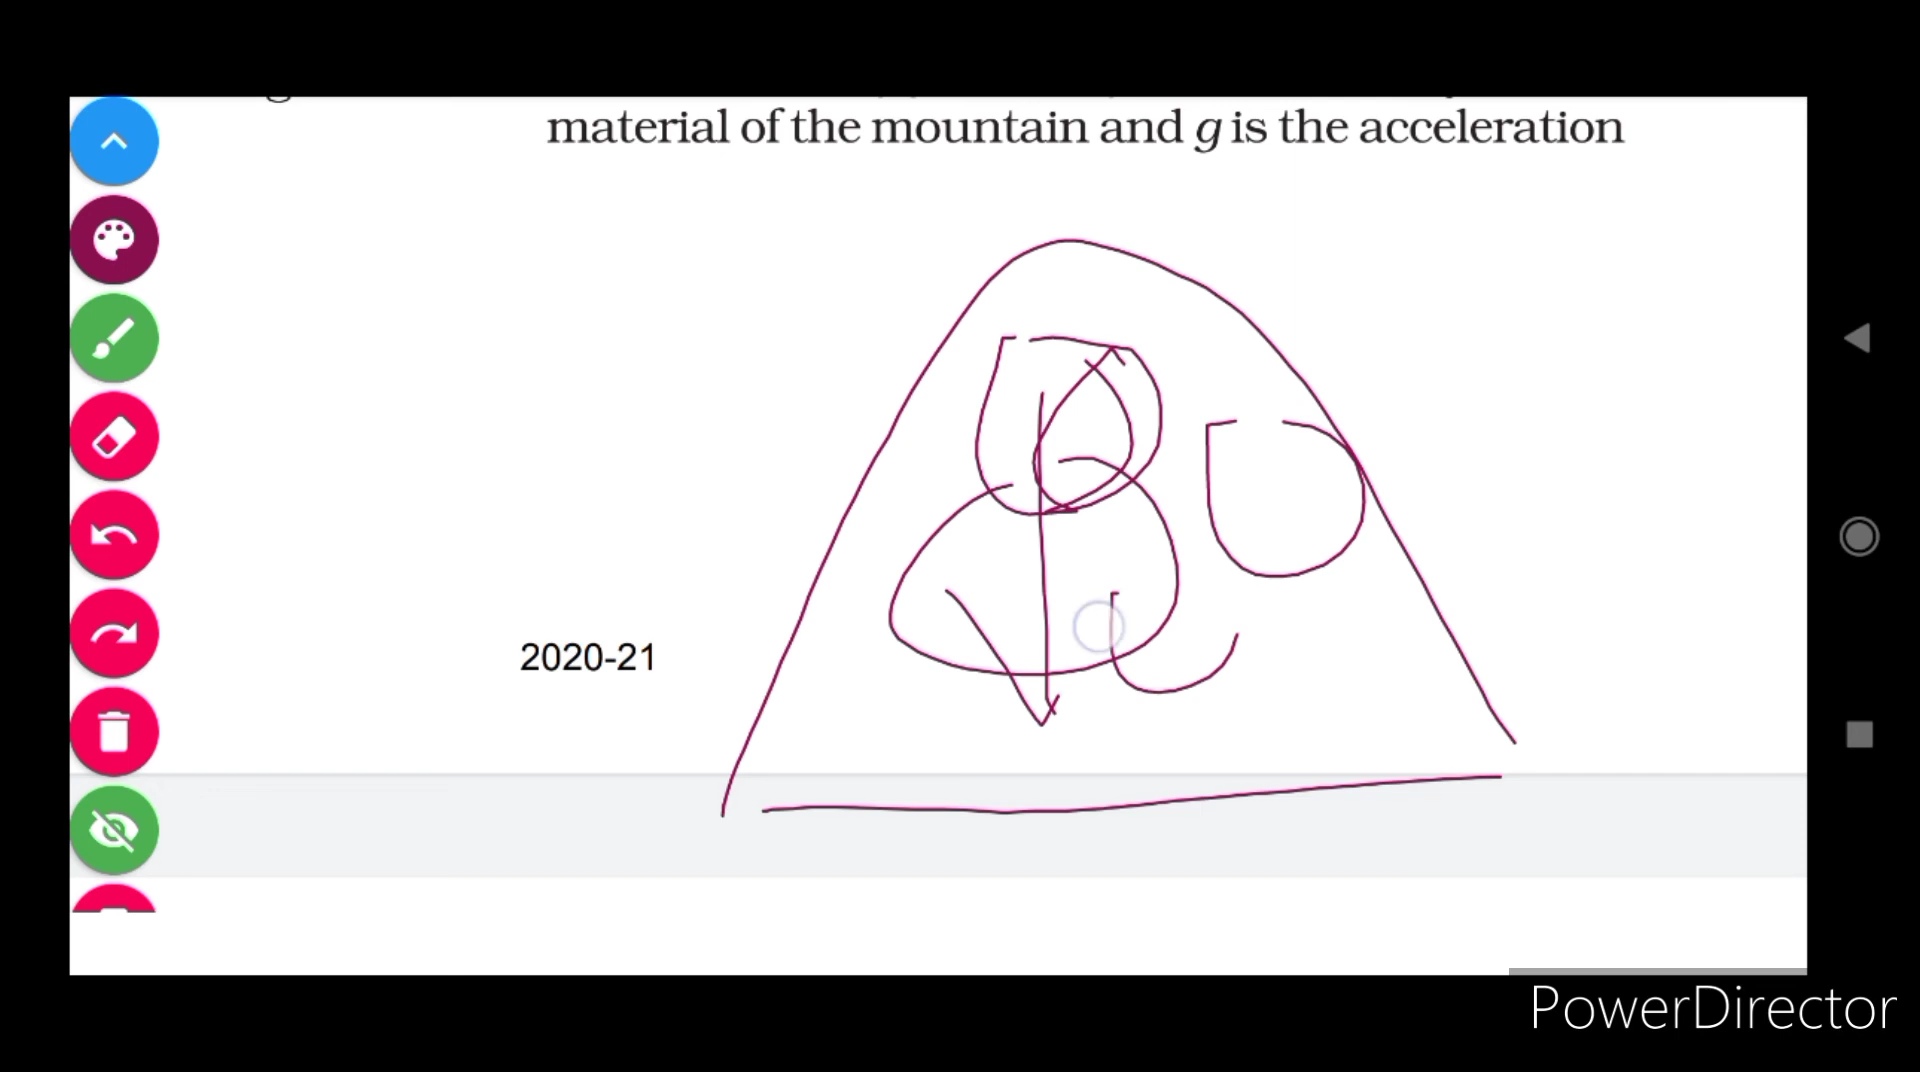 material of the mountain and g is the acceleration
2020-21
PowerDirector